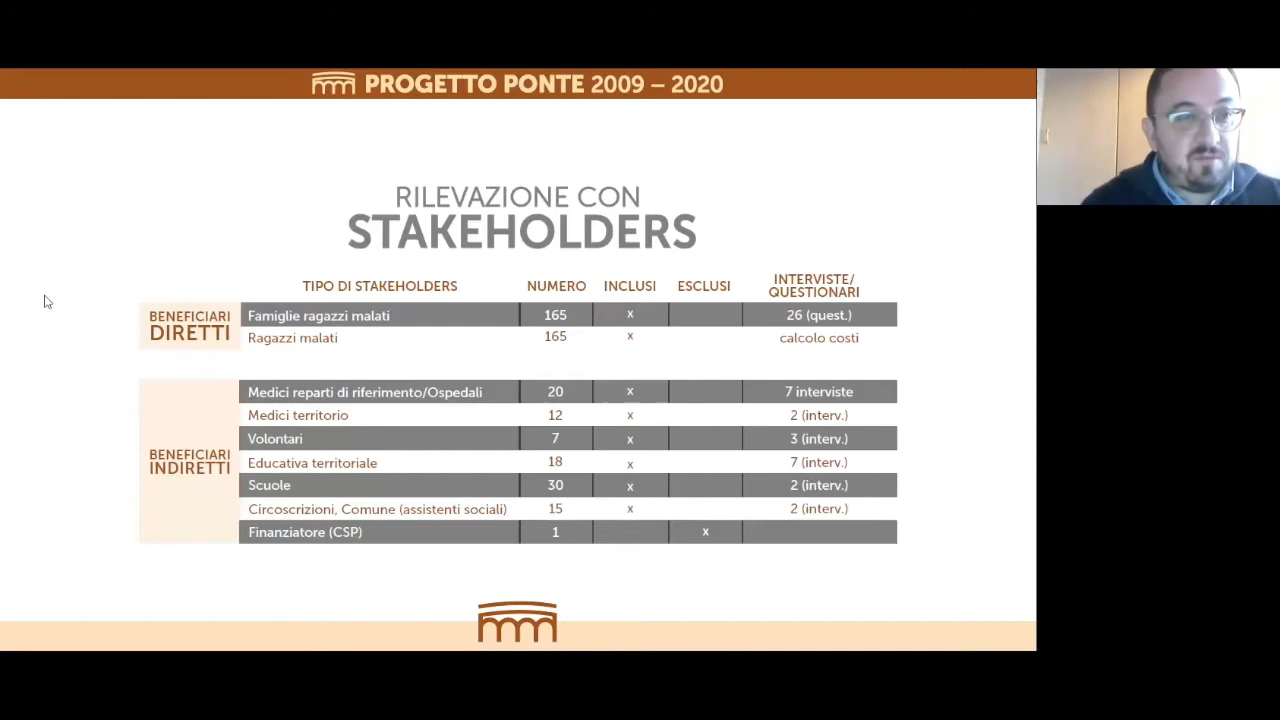 PROGETTO PONTE 2009 – 2020
RILEVAZIONE CON
STAKEHOLDERS
TIPO DI STAKEHOLDERS NUMERO INCLUSI ESCLUSI INTERVISTE/
QUESTIONARI
BENEFICIARI
DIRETTI
Famiglie ragazzi malati 165 x 26 (quest.)
Ragazzi malati 165 x calcolo costi
BENEFICIARI
INDIRETTI
Medici reparti di riferimento/Ospedali 20 x 7 interviste
Medici territorio 12 x 2 (interv.)
Volontari 7 x 3 (interv.)
Educativa territoriale 18 x 7 (interv.)
Scuole 30 x 2 (interv.)
Circoscrizioni, Comune (assistenti sociali) 15 x 2 (interv.)
Finanziatore (CSP) 1 x